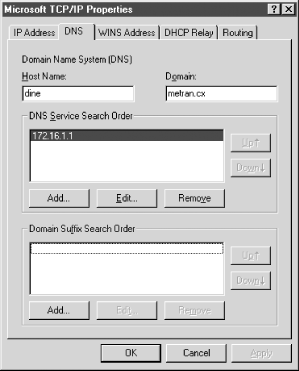 Microsoft TCP/IP Properties
IP Address DNS WINS Address DHCP Relay Routing
Domain Name System (DNS)
Host Name: Domain:
dine metran.cx
DNS Service Search Order
172.16.1.1
Up↑
Down↓
Add... Edit... Remove
Domain Suffix Search Order
Up↑
Down↓
Add... Edit... Remove
OK Cancel Apply